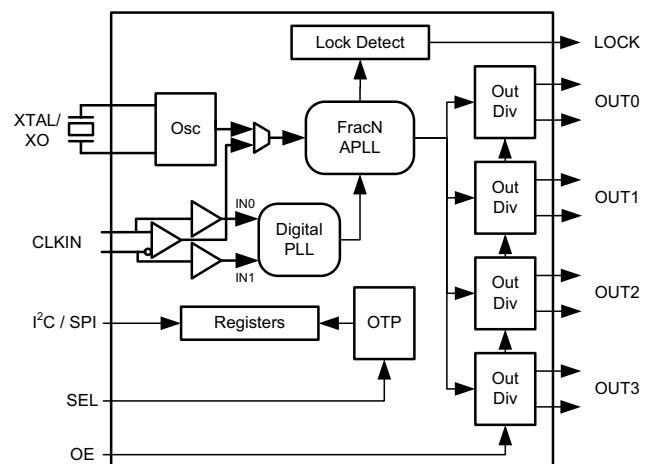 Lock Detect
LOCK
XTAL/
XO
Osc
FracN
APLL
Out
Div
OUT0
Out
Div
OUT1
CLKIN
IN0
IN1
Digital
PLL
Out
Div
OUT2
I²C / SPI
Registers
OTP
Out
Div
OUT3
SEL
OE